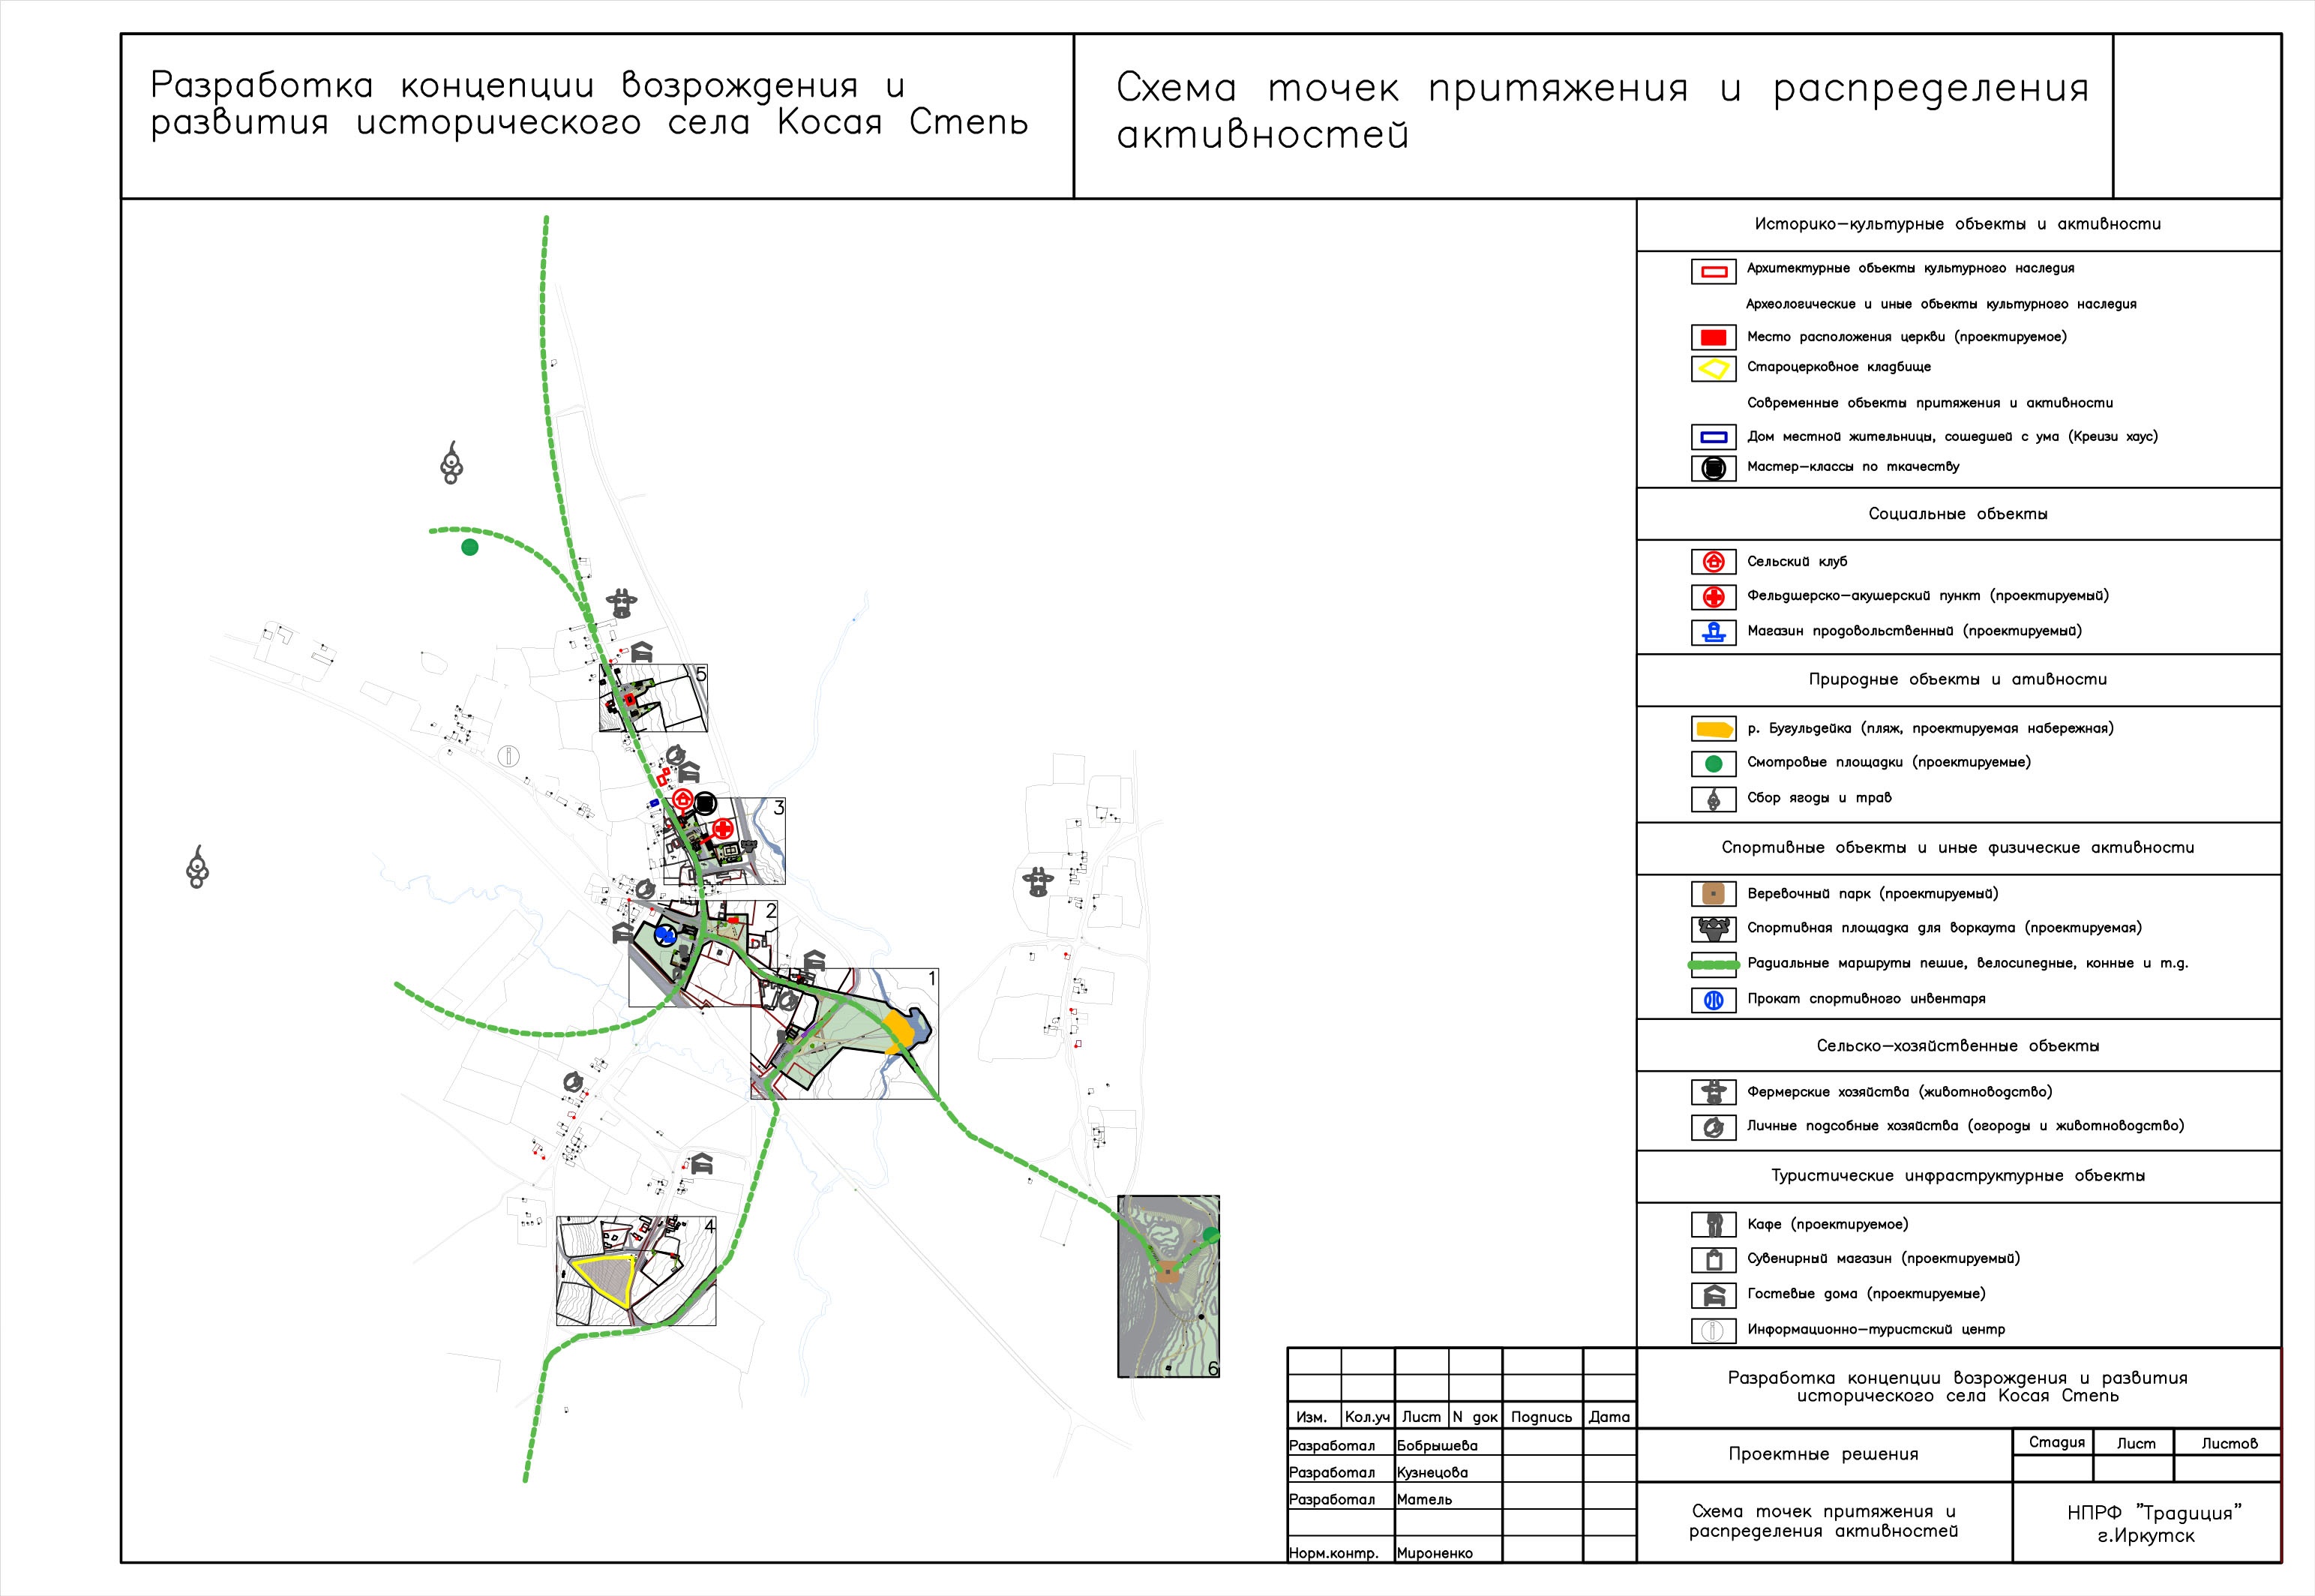 Разработка концепции возрождения и
развития исторического села Косая Степь
Схема точек притяжения и распределения
активностей
Историко-культурные объекты и активности
Архитектурные объекты культурного наследия
Археологические и иные объекты культурного наследия
Место расположения церкви (проектируемое)
Староцерковное кладбище
Современные объекты притяжения и активности
Дом местной жительницы, сошедшей с ума (Креизи хаус)
Мастер-классы по ткачеству
Социальные объекты
Сельский клуб
Фельдшерско-акушерский пункт (проектируемый)
Магазин продовольственный (проектируемый)
Природные объекты и ативности
р. Бугульдейка (пляж, проектируемая набережная)
Смотровые площадки (проектируемые)
Сбор ягоды и трав
Спортивные объекты и иные физические активности
Веревочный парк (проектируемый)
Спортивная площадка для воркаута (проектируемая)
Радиальные маршруты пешие, велосипедные, конные и т.д.
Прокат спортивного инвентаря
Сельско-хозяйственные объекты
Фермерские хозяйства (животноводство)
Личные подсобные хозяйства (огороды и животноводство)
Туристические инфраструктурные объекты
Кафе (проектируемое)
Сувенирный магазин (проектируемый)
Гостевые дома (проектируемые)
Информационно-туристский центр
5
3
2
1
4
6
Изм. Кол.уч Лист N док Подпись Дата
Разработал Бобрышева
Разработал Кузнецова
Разработал Матель
Норм.контр. Мироненко
Разработка концепции возрождения и развития
исторического села Косая Степь
Проектные решения
Стадия Лист Листов
Схема точек притяжения и
распределения активностей
НПРФ "Традиция"
г.Иркутск